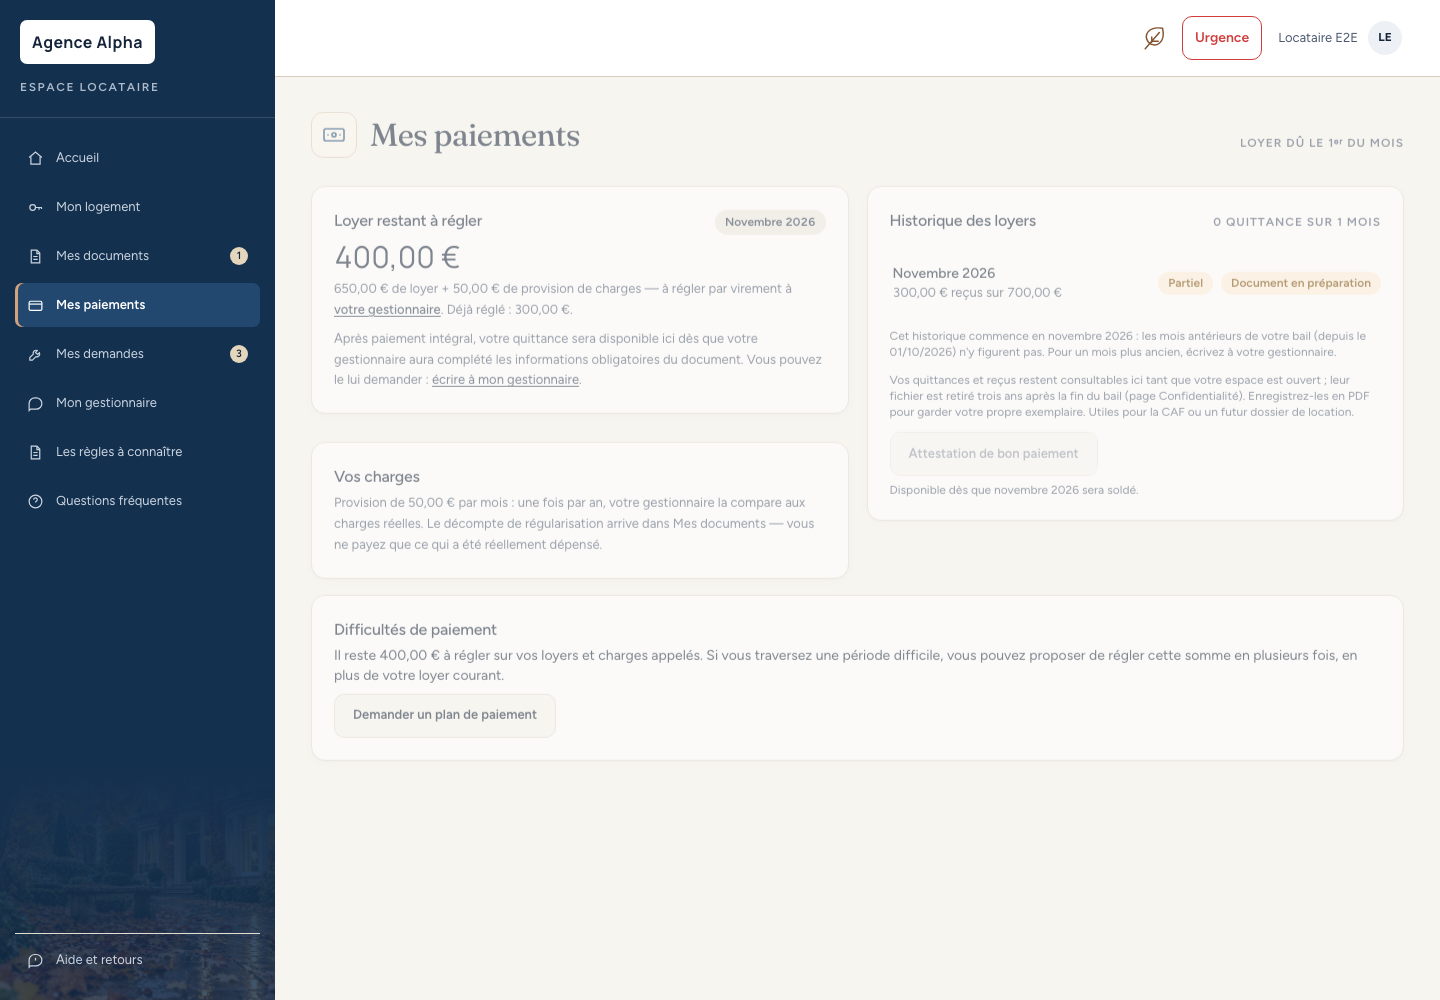 Agence Alpha
ESPACE LOCATAIRE
Accueil
Mon logement
Mes documents
1
Mes paiements
Mes demandes
3
Mon gestionnaire
Les règles à connaître
Questions fréquentes
Aide et retours
Urgence
Locataire E2E
LE
Mes paiements
LOYER DÛ LE 1ᵉʳ DU MOIS
Loyer restant à régler
Novembre 2026
400,00 €
650,00 € de loyer + 50,00 € de provision de charges — à régler par virement à
votre gestionnaire. Déjà réglé : 300,00 €.
Après paiement intégral, votre quittance sera disponible ici dès que votre
gestionnaire aura complété les informations obligatoires du document. Vous pouvez
le lui demander : écrire à mon gestionnaire.
Vos charges
Provision de 50,00 € par mois : une fois par an, votre gestionnaire la compare aux
charges réelles. Le décompte de régularisation arrive dans Mes documents — vous
ne payez que ce qui a été réellement dépensé.
Historique des loyers
0 QUITTANCE SUR 1 MOIS
Novembre 2026
300,00 € reçus sur 700,00 €
Partiel
Document en préparation
Cet historique commence en novembre 2026 : les mois antérieurs de votre bail (depuis le
01/10/2026) n'y figurent pas. Pour un mois plus ancien, écrivez à votre gestionnaire.
Vos quittances et reçus restent consultables ici tant que votre espace est ouvert ; leur
fichier est retiré trois ans après la fin du bail (page Confidentialité). Enregistrez-les en PDF
pour garder votre propre exemplaire. Utiles pour la CAF ou un futur dossier de location.
Attestation de bon paiement
Disponible dès que novembre 2026 sera soldé.
Difficultés de paiement
Il reste 400,00 € à régler sur vos loyers et charges appelés. Si vous traversez une période difficile, vous pouvez proposer de régler cette somme en plusieurs fois, en
plus de votre loyer courant.
Demander un plan de paiement